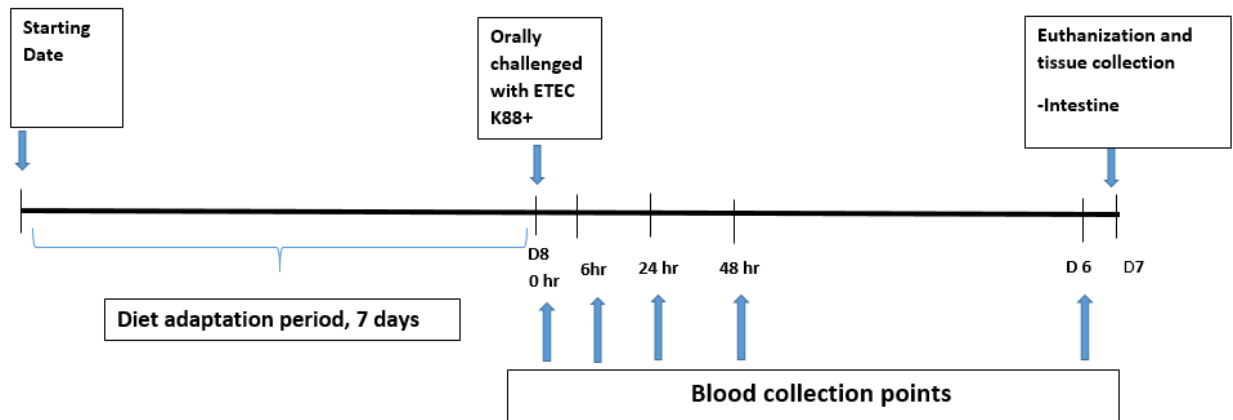 Starting
Date
Orally
challenged
with ETEC
K88+
Euthanization and
tissue collection
-Intestine
D8
0 hr
6hr
24 hr
48 hr
D 6
D7
Diet adaptation period, 7 days
Blood collection points